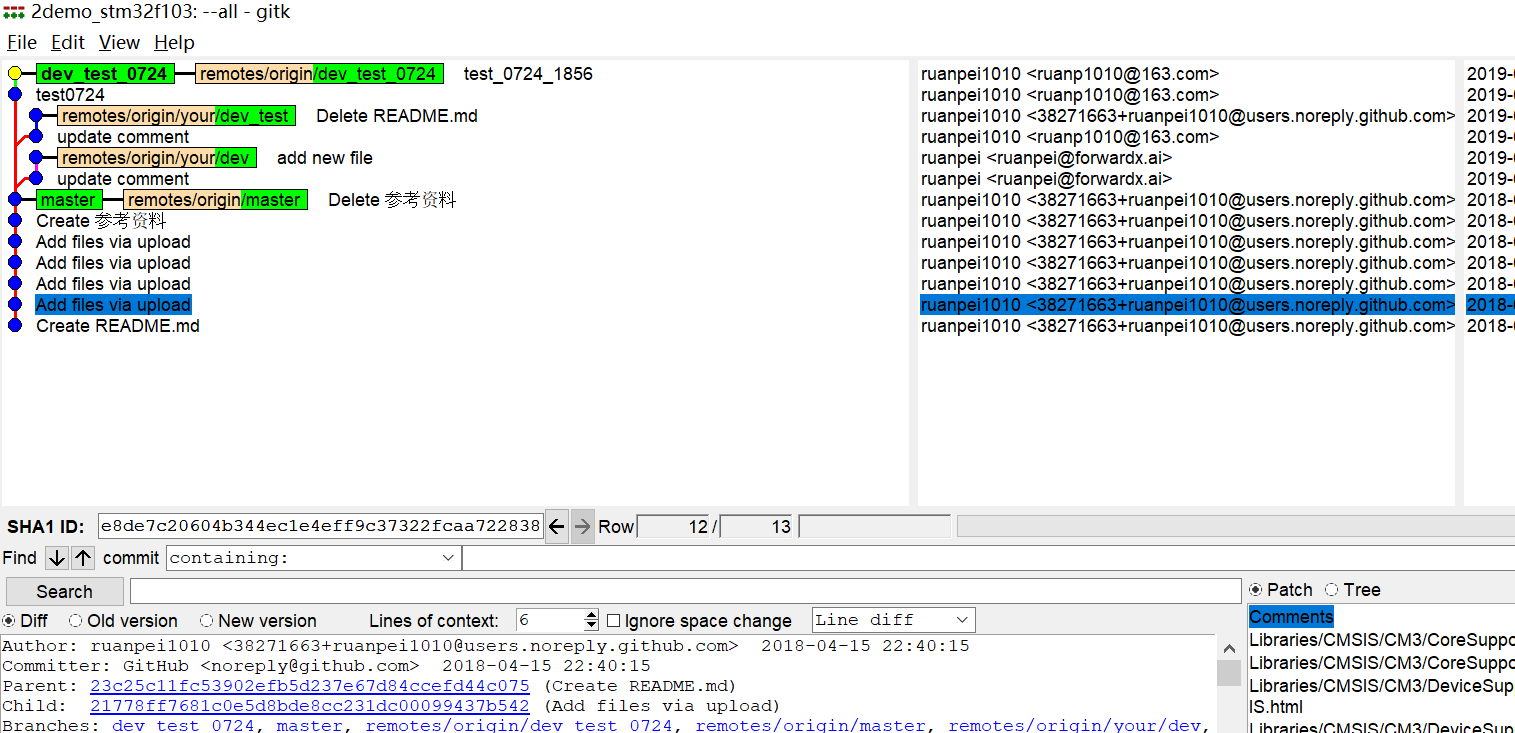 2demo_stm32f103: --all - gitk
File Edit View Help
dev_test_0724 remotes/origin/dev_test_0724 test_0724_1856 ruanpei1010 <ruanp1010@163.com> 2019-
test0724 ruanpei1010 <ruanp1010@163.com> 2019-
remotes/origin/your/dev_test Delete README.md ruanpei1010 <38271663+ruanpei1010@users.noreply.github.com> 2019-
update comment ruanpei1010 <ruanp1010@163.com> 2019-
remotes/origin/your/dev add new file ruanpei <ruanpei@forwardx.ai> 2019-
update comment ruanpei <ruanpei@forwardx.ai> 2019-
master remotes/origin/master Delete 参考资料 ruanpei1010 <38271663+ruanpei1010@users.noreply.github.com> 2018-
Create 参考资料 ruanpei1010 <38271663+ruanpei1010@users.noreply.github.com> 2018-
Add files via upload ruanpei1010 <38271663+ruanpei1010@users.noreply.github.com> 2018-
Add files via upload ruanpei1010 <38271663+ruanpei1010@users.noreply.github.com> 2018-
Add files via upload ruanpei1010 <38271663+ruanpei1010@users.noreply.github.com> 2018-
Add files via upload ruanpei1010 <38271663+ruanpei1010@users.noreply.github.com> 2018-
Create README.md ruanpei1010 <38271663+ruanpei1010@users.noreply.github.com> 2018-
SHA1 ID: e8de7c20604b344ec1e4eff9c37322fcaa722838 ← → Row 12 / 13
Find ↓ ↑ commit containing:
Search
Patch Tree
Diff Old version New version Lines of context: 6 Ignore space change Line diff
Comments
Author: ruanpei1010 <38271663+ruanpei1010@users.noreply.github.com> 2018-04-15 22:40:15
Committer: GitHub <noreply@github.com> 2018-04-15 22:40:15
Parent: 23c25c11fc53902efb5d237e67d84ccefd44c075 (Create README.md)
Child: 21778ff7681c0e5d8bde8cc231dc00099437b542 (Add files via upload)
Branches: dev_test_0724, master, remotes/origin/dev_test_0724, remotes/origin/master, remotes/origin/your/dev,
Libraries/CMSIS/CM3/CoreSuppo
Libraries/CMSIS/CM3/CoreSuppo
Libraries/CMSIS/CM3/DeviceSup
IS.html
Libraries/CMSIS/CM3/DeviceSup